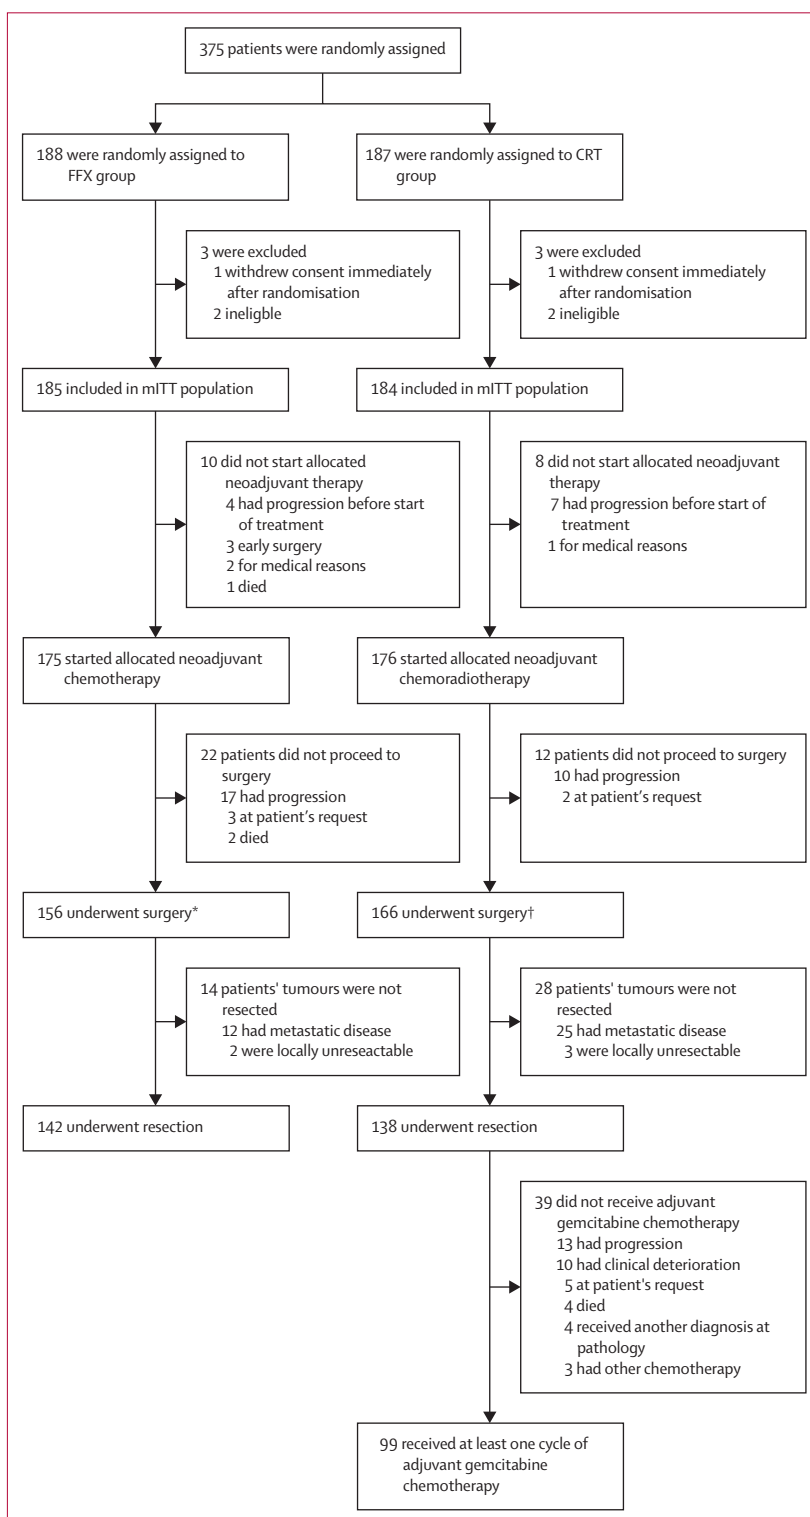 375 patients were randomly assigned
188 were randomly assigned to
FFX group
187 were randomly assigned to CRT
group
3 were excluded
1 withdrew consent immediately
after randomisation
2 ineligible
3 were excluded
1 withdrew consent immediately
after randomisation
2 ineligible
185 included in mITT population
184 included in mITT population
10 did not start allocated
neoadjuvant therapy
4 had progression before start
of treatment
3 early surgery
2 for medical reasons
1 died
8 did not start allocated neoadjuvant
therapy
7 had progression before start of
treatment
1 for medical reasons
175 started allocated neoadjuvant
chemotherapy
176 started allocated neoadjuvant
chemoradiotherapy
22 patients did not proceed to
surgery
17 had progression
3 at patient’s request
2 died
12 patients did not proceed to surgery
10 had progression
2 at patient’s request
156 underwent surgery*
166 underwent surgery†
14 patients' tumours were not
resected
12 had metastatic disease
2 were locally unreseactable
28 patients' tumours were not
resected
25 had metastatic disease
3 were locally unresectable
142 underwent resection
138 underwent resection
39 did not receive adjuvant
gemcitabine chemotherapy
13 had progression
10 had clinical deterioration
5 at patient's request
4 died
4 received another diagnosis at
pathology
3 had other chemotherapy
99 received at least one cycle of
adjuvant gemcitabine
chemotherapy